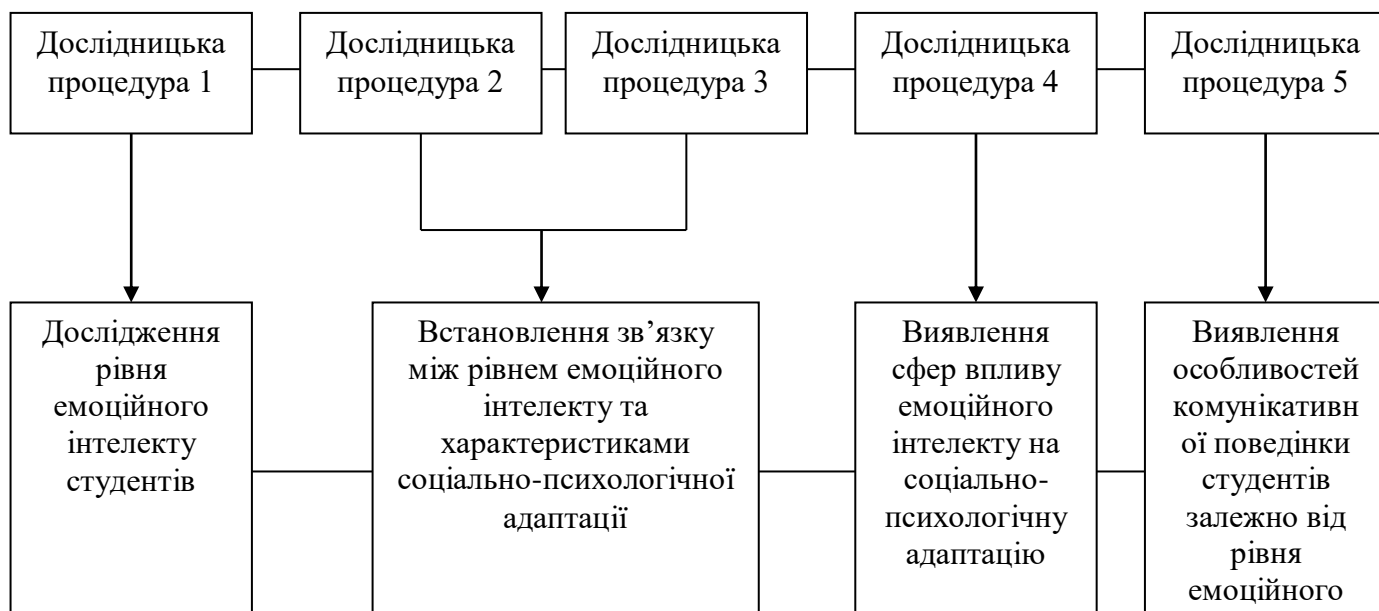 Дослідницька
процедура 1
Дослідницька
процедура 2
Дослідницька
процедура 3
Дослідницька
процедура 4
Дослідницька
процедура 5
Дослідження
рівня
емоційного
інтелекту
студентів
Встановлення зв’язку
між рівнем емоційного
інтелекту та
характеристиками
соціально-психологічної
адаптації
Виявлення
сфер впливу
емоційного
інтелекту на
соціально-
психологічну
адаптацію
Виявлення
особливостей
комунікативн
ої поведінки
студентів
залежно від
рівня
емоційного